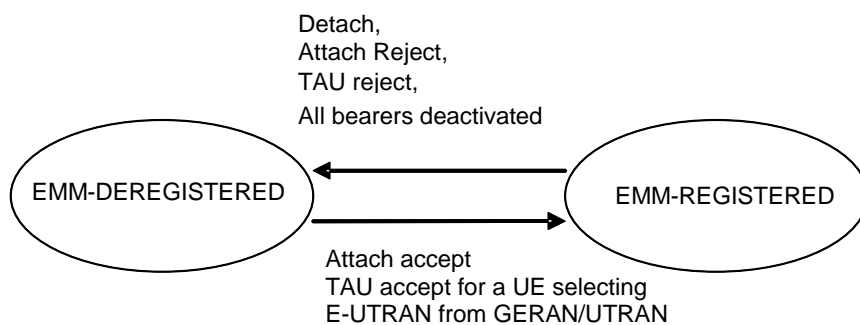 Detach,
Attach Reject,
TAU reject,
All bearers deactivated
EMM-DEREGISTERED
EMM-REGISTERED
Attach accept
TAU accept for a UE selecting
E-UTRAN from GERAN/UTRAN